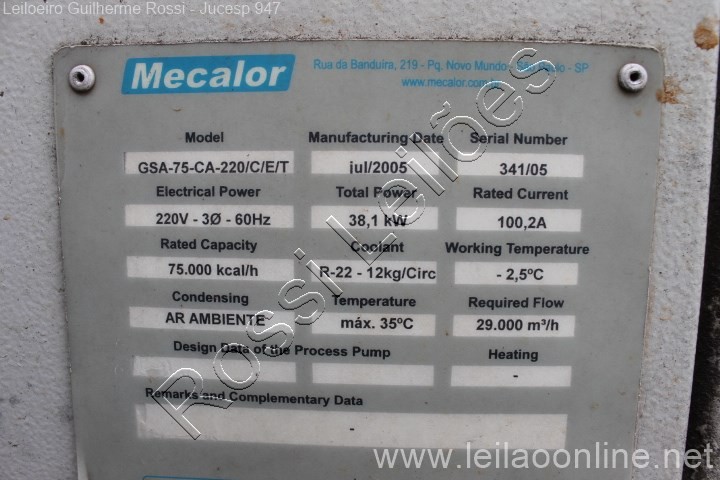 Leiloeiro Guilherme Rossi - Jucesp 947
Mecalor
Rua da Banduira, 219 - Pq. Novo Mundo - São Paulo - SP
www.mecalor.com.br
Model Manufacturing Date Serial Number
GSA-75-CA-220/C/E/T jul/2005 341/05
Electrical Power Total Power Rated Current
220V - 3Ø - 60Hz 38,1 kW 100,2A
Rated Capacity Coolant Working Temperature
75.000 kcal/h R-22 - 12kg/Circ - 2,5ºC
Condensing Temperature Required Flow
AR AMBIENTE máx. 35ºC 29.000 m³/h
Design Data of the Process Pump Heating
-
Remarks and Complementary Data
-
Rossi Leilões
www.leilaoonline.net